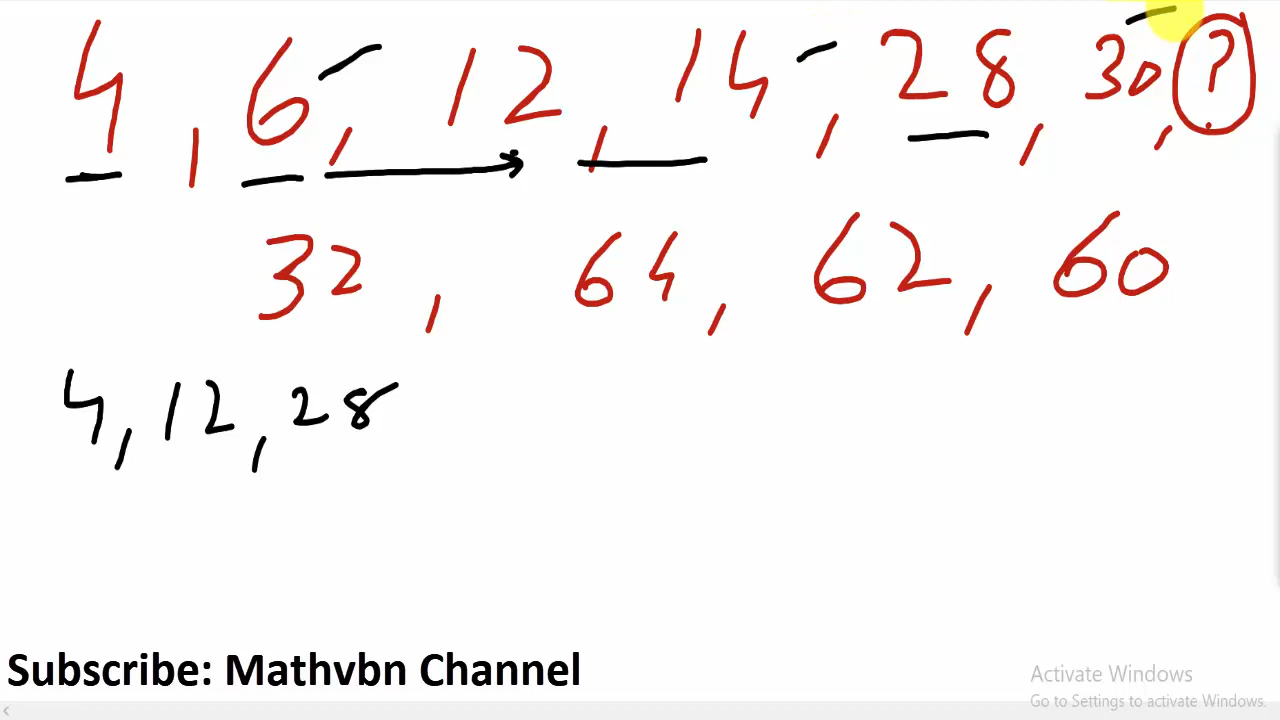 4, 6, 12, 14, 28, 30, ?
32, 64, 62, 60
4, 12, 28
Subscribe: Mathvbn Channel
Activate Windows
Go to Settings to activate Windows.